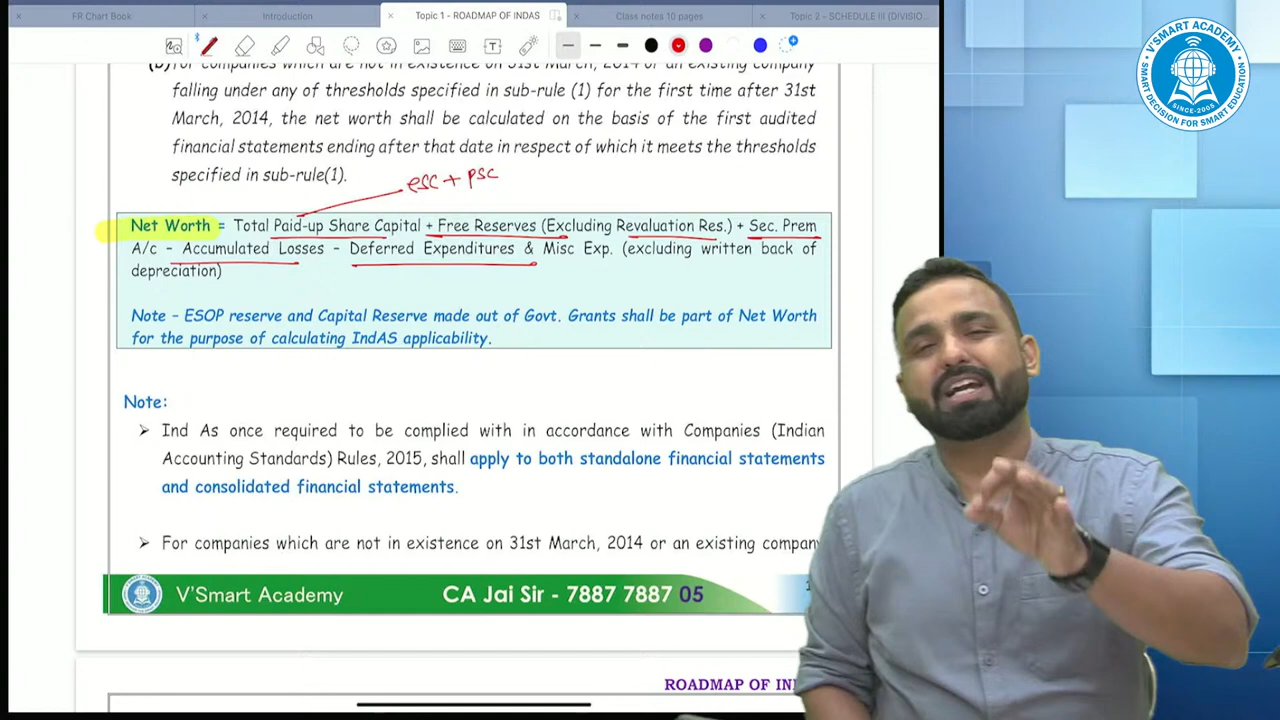 FR Chart Book
Introduction
Topic 1 - ROADMAP OF INDAS
Class notes 10 pages
Topic 2 - SCHEDULE III (DIVISIO...
(b) For companies which are not in existence on 31st March, 2014 or an existing company
falling under any of thresholds specified in sub-rule (1) for the first time after 31st
March, 2014, the net worth shall be calculated on the basis of the first audited
financial statements ending after that date in respect of which it meets the thresholds
specified in sub-rule(1).
esc + psc
Net Worth = Total Paid-up Share Capital + Free Reserves (Excluding Revaluation Res.) + Sec. Prem
A/c – Accumulated Losses – Deferred Expenditures & Misc Exp. (excluding written back of
depreciation)
Note – ESOP reserve and Capital Reserve made out of Govt. Grants shall be part of Net Worth
for the purpose of calculating IndAS applicability.
Note:
➢ Ind As once required to be complied with in accordance with Companies (Indian
Accounting Standards) Rules, 2015, shall apply to both standalone financial statements
and consolidated financial statements.
➢ For companies which are not in existence on 31st March, 2014 or an existing company
V'Smart Academy
CA Jai Sir - 7887 7887 05
ROADMAP OF IN
V'SMART ACADEMY
SINCE-2005
SMART DECISION FOR SMART EDUCATION